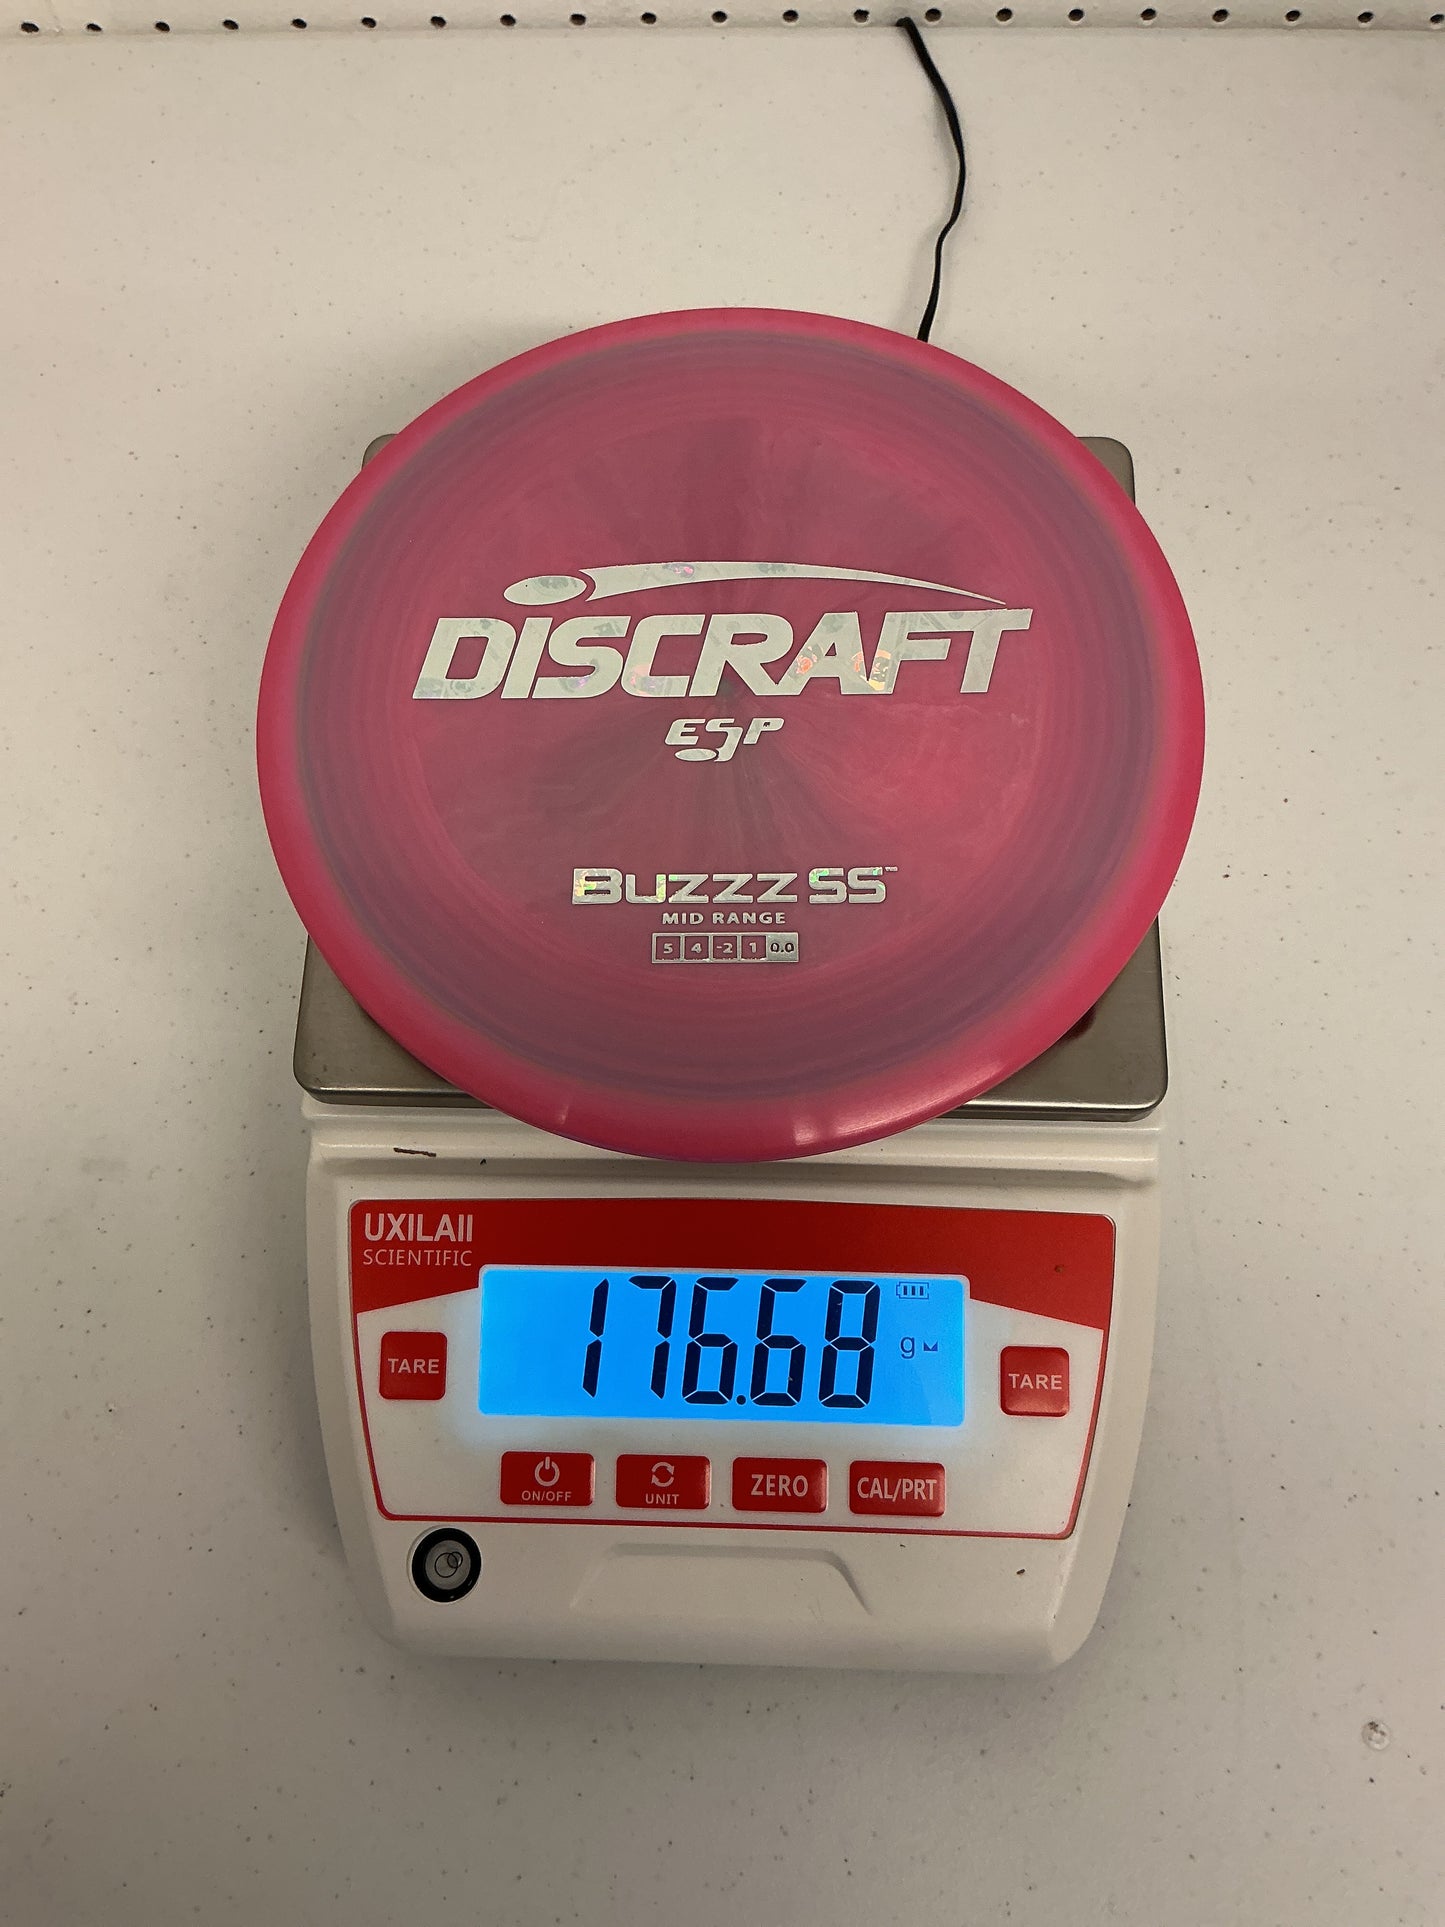 DISCRAFT
ESP
BUZZZ SS™
MID RANGE
5 4 -2 1 0.0
UXILAII
SCIENTIFIC
176.68 g
TARE
TARE
ON/OFF
UNIT
ZERO
CAL/PRT